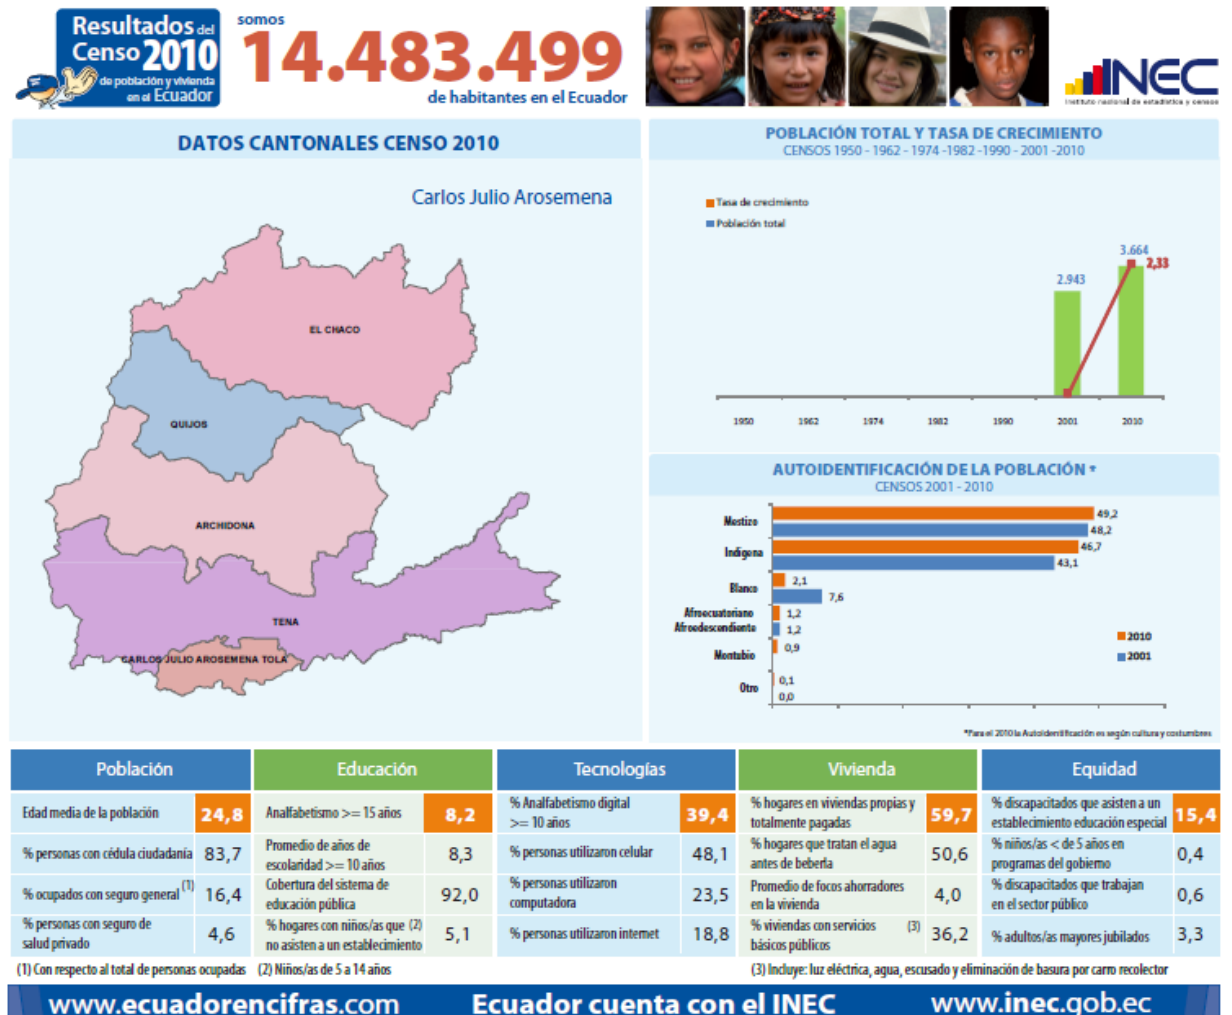 Resultados del
Censo 2010
de población y vivienda
en el Ecuador
somos
14.483.499
de habitantes en el Ecuador
INEC
Instituto nacional de estadística y censos
DATOS CANTONALES CENSO 2010
Carlos Julio Arosemena
EL CHACO
QUIJOS
ARCHIDONA
TENA
CARLOS JULIO AROSEMENA TOLA
POBLACIÓN TOTAL Y TASA DE CRECIMIENTO
CENSOS 1950 - 1962 - 1974 -1982 -1990 - 2001 -2010
Tasa de crecimiento
Población total
3.664
2,33
2.943
1950 1962 1974 1982 1990 2001 2010
AUTOIDENTIFICACIÓN DE LA POBLACIÓN *
CENSOS 2001 - 2010
Mestizo 49,2
48,2
Indígena 46,7
43,1
Blanco 2,1
7,6
Afroecuatoriano 1,2
Afrodescendiente 1,2
Montubio 0,9
Otro 0,1
0,0
2010
2001
*Para el 2010 la Autoidentificación es según cultura y costumbres
Población
Edad media de la población 24,8
% personas con cédula ciudadanía 83,7
% ocupados con seguro general (1) 16,4
% personas con seguro de
salud privado 4,6
Educación
Analfabetismo >= 15 años 8,2
Promedio de años de
escolaridad >= 10 años 8,3
Cobertura del sistema de
educación pública 92,0
% hogares con niños/as que (2)
no asisten a un establecimiento 5,1
Tecnologías
% Analfabetismo digital
>= 10 años 39,4
% personas utilizaron celular 48,1
% personas utilizaron
computadora 23,5
% personas utilizaron internet 18,8
Vivienda
% hogares en viviendas propias y
totalmente pagadas 59,7
% hogares que tratan el agua
antes de beberla 50,6
Promedio de focos ahorradores
en la vivienda 4,0
% viviendas con servicios (3)
básicos públicos 36,2
Equidad
% discapacitados que asisten a un
establecimiento educación especial 15,4
% niños/as < de 5 años en
programas del gobierno 0,4
% discapacitados que trabajan
en el sector público 0,6
% adultos/as mayores jubilados 3,3
(1) Con respecto al total de personas ocupadas (2) Niños/as de 5 a 14 años
(3) Incluye: luz eléctrica, agua, escusado y eliminación de basura por carro recolector
www.ecuadorencifras.com Ecuador cuenta con el INEC www.inec.gob.ec